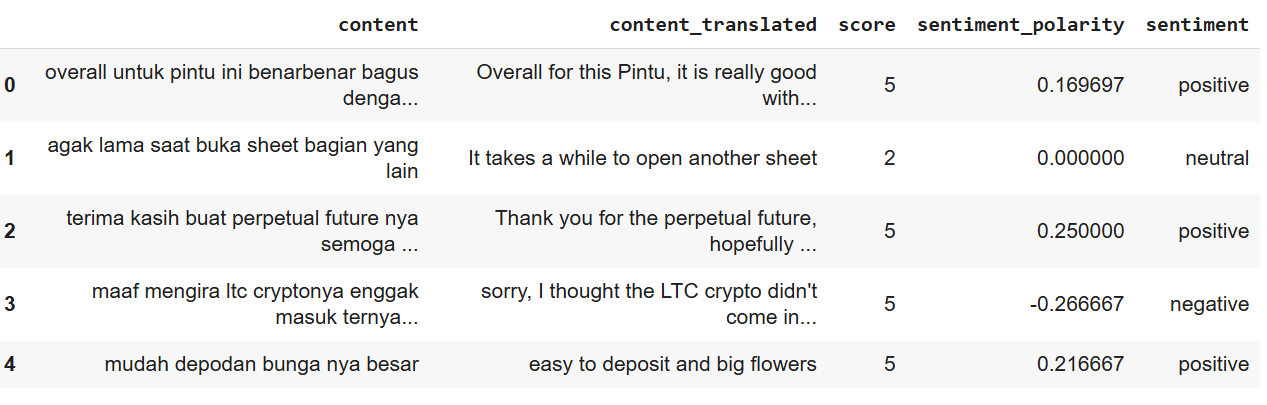 content content_translated score sentiment_polarity sentiment
0 overall untuk pintu ini benarbenar bagus denga... Overall for this Pintu, it is really good with... 5 0.169697 positive
1 agak lama saat buka sheet bagian yang lain It takes a while to open another sheet 2 0.000000 neutral
2 terima kasih buat perpetual future nya semoga ... Thank you for the perpetual future, hopefully ... 5 0.250000 positive
3 maaf mengira ltc cryptonya enggak masuk ternya... sorry, I thought the LTC crypto didn't come in... 5 -0.266667 negative
4 mudah depodan bunga nya besar easy to deposit and big flowers 5 0.216667 positive